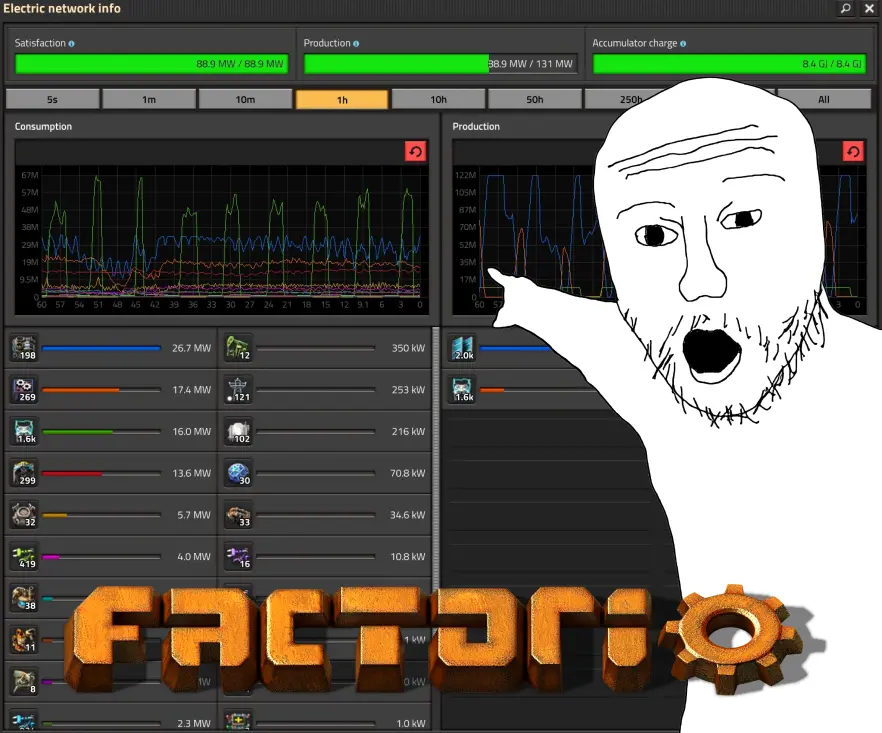 Electric network info
Satisfaction
88.9 MW / 88.9 MW
Production
88.9 MW / 131 MW
Accumulator charge
8.4 GJ / 8.4 GJ
5s 1m 10m 1h 10h 50h 250h All
Consumption
67M
57M
48M
38M
29M
19M
9.5M
0
60 57 54 51 48 45 42 39 36 33 30 27 24 21 18 15 12 9 6 3 0
Production
122M
105M
87M
70M
52M
35M
17M
0
60 57 3 0
198 26.7 MW 12 350 kW
269 17.4 MW 121 253 kW
1.6k 16.0 MW 102 216 kW
299 13.6 MW 30 70.8 kW
32 5.7 MW 33 34.6 kW
419 4.0 MW 16 10.8 kW
38
11 kW
8 kW
2.3 MW 1.0 kW
2.0k
1.6k
FACTORIO